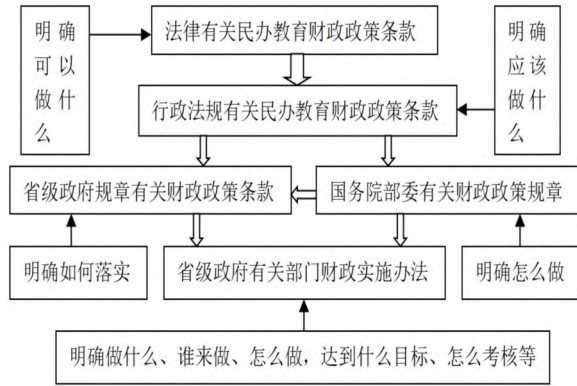 明确
可以
做什
么
法律有关民办教育财政政策条款
明确
应该
做什
么
行政法规有关民办教育财政政策条款
省级政府规章有关财政政策条款
国务院部委有关财政政策规章
明确如何落实
省级政府有关部门财政实施办法
明确怎么做
明确做什么、谁来做、怎么做，达到什么目标、怎么考核等